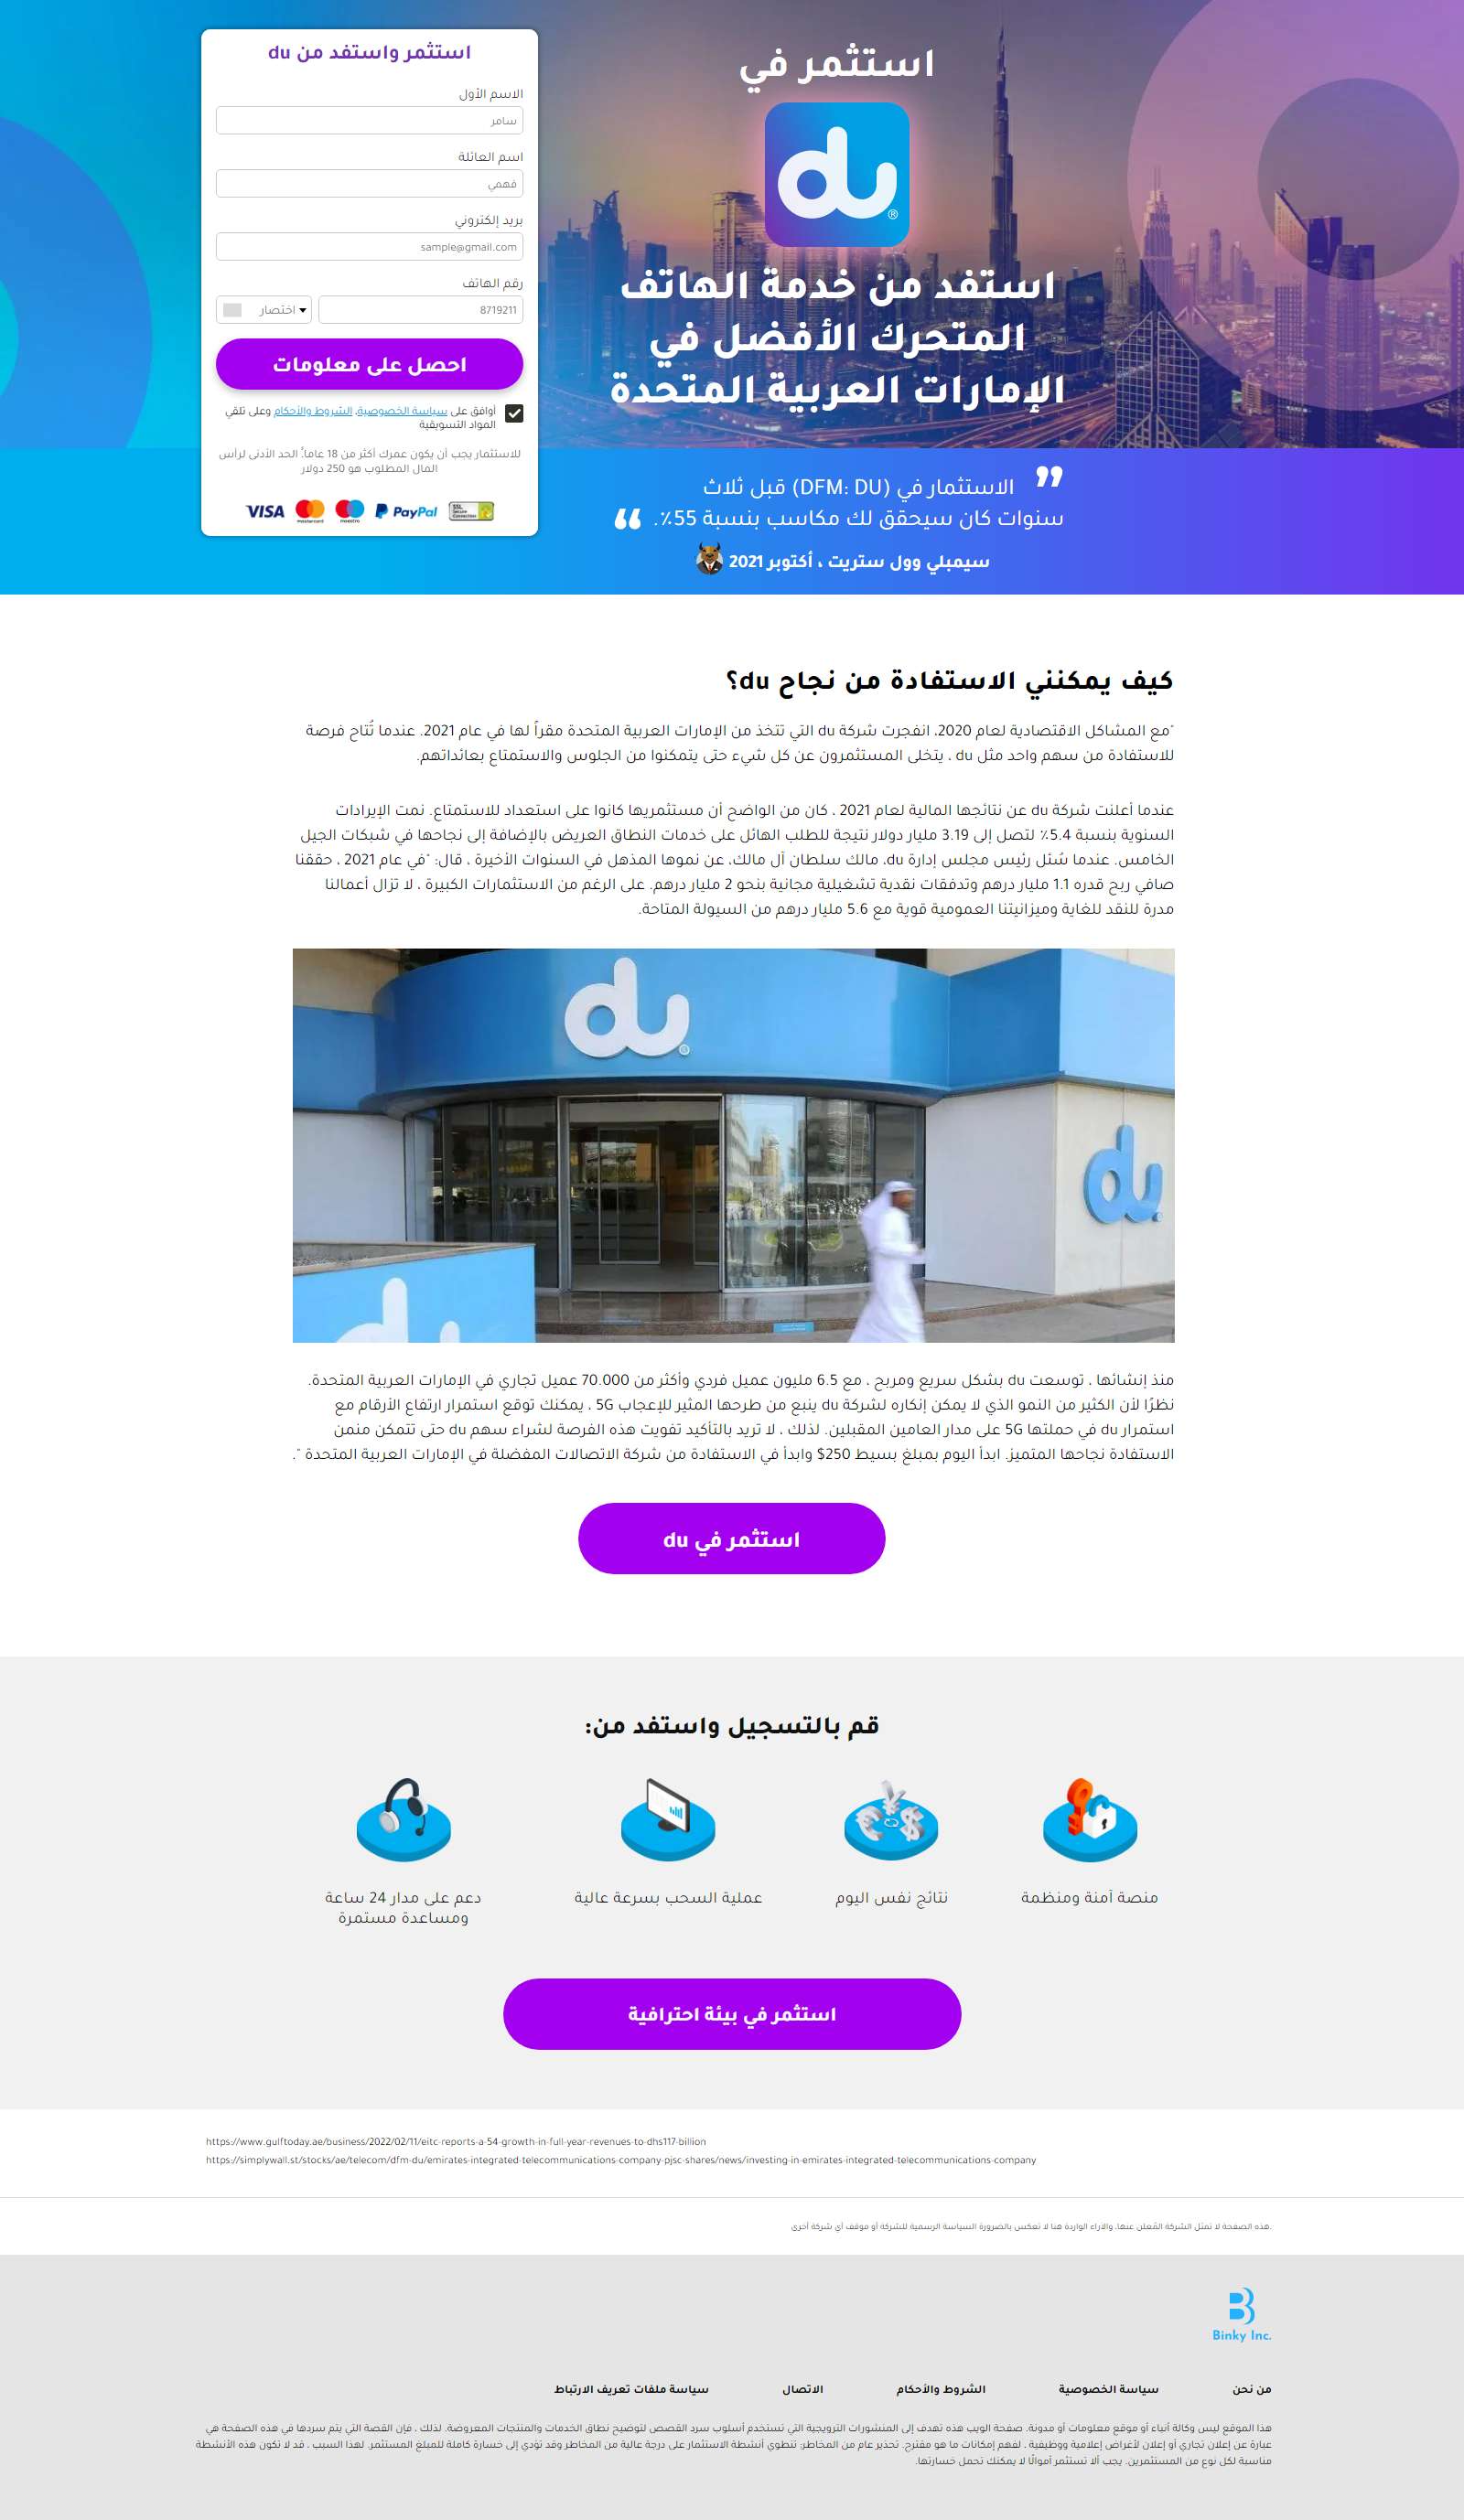 استثمر في
du
استفد من خدمة الهاتف
المتحرك الأفضل في
الإمارات العربية المتحدة
الاستثمار في (DFM: DU) قبل ثلاث
سنوات كان سيحقق لك مكاسب بنسبة 55٪.
سيمبلي وول ستريت ، أكتوبر 2021
استثمر واستفد من du
الاسم الأول
سامر
اسم العائلة
فهمي
بريد إلكتروني
sample@gmail.com
رقم الهاتف
8719211
اختصار
احصل على معلومات
أوافق على سياسة الخصوصية، الشروط والأحكام وعلى تلقي
المواد التسويقية
للاستثمار يجب أن يكون عمرك أكثر من 18 عاماً. الحد الأدنى لرأس
المال المطلوب هو 250 دولار
VISA mastercard maestro PayPal SSL Secure Connection
كيف يمكنني الاستفادة من نجاح du؟
"مع المشاكل الاقتصادية لعام 2020، انفجرت شركة du التي تتخذ من الإمارات العربية المتحدة مقراً لها في عام 2021. عندما تُتاح فرصة
للاستفادة من سهم واحد مثل du ، يتخلى المستثمرون عن كل شيء حتى يتمكنوا من الجلوس والاستمتاع بعائداتهم.
عندما أعلنت شركة du عن نتائجها المالية لعام 2021 ، كان من الواضح أن مستثمريها كانوا على استعداد للاستمتاع. نمت الإيرادات
السنوية بنسبة 5.4٪ لتصل إلى 3.19 مليار دولار نتيجة للطلب الهائل على خدمات النطاق العريض بالإضافة إلى نجاحها في شبكات الجيل
الخامس. عندما سُئل رئيس مجلس إدارة du، مالك سلطان آل مالك، عن نموها المذهل في السنوات الأخيرة ، قال: "في عام 2021 ، حققنا
صافي ربح قدره 1.1 مليار درهم وتدفقات نقدية تشغيلية مجانية بنحو 2 مليار درهم. على الرغم من الاستثمارات الكبيرة ، لا تزال أعمالنا
مدرة للنقد للغاية وميزانيتنا العمومية قوية مع 5.6 مليار درهم من السيولة المتاحة.
du
du
منذ إنشائها ، توسعت du بشكل سريع ومربح ، مع 6.5 مليون عميل فردي وأكثر من 70.000 عميل تجاري في الإمارات العربية المتحدة.
نظرًا لأن الكثير من النمو الذي لا يمكن إنكاره لشركة du ينبع من طرحها المثير للإعجاب 5G ، يمكنك توقع استمرار ارتفاع الأرقام مع
استمرار du في حملتها 5G على مدار العامين المقبلين. لذلك ، لا تريد بالتأكيد تفويت هذه الفرصة لشراء سهم du حتى تتمكن منمن
الاستفادة نجاحها المتميز. ابدأ اليوم بمبلغ بسيط 250$ وابدأ في الاستفادة من شركة الاتصالات المفضلة في الإمارات العربية المتحدة ".
استثمر في du
قم بالتسجيل واستفد من:
منصة آمنة ومنظمة
نتائج نفس اليوم
عملية السحب بسرعة عالية
دعم على مدار 24 ساعة
ومساعدة مستمرة
استثمر في بيئة احترافية
https://www.gulftoday.ae/business/2022/02/11/eitc-reports-a-54-growth-in-full-year-revenues-to-dhs117-billion
https://simplywall.st/stocks/ae/telecom/dfm-du/emirates-integrated-telecommunications-company-pjsc-shares/news/investing-in-emirates-integrated-telecommunications-company
.هذه الصفحة لا تمثل الشركة المُعلن عنها، والآراء الواردة هنا لا تعكس بالضرورة السياسة الرسمية للشركة أو موقف أي شركة أخرى
Binky Inc.
من نحن
سياسة الخصوصية
الشروط والأحكام
الاتصال
سياسة ملفات تعريف الارتباط
هذا الموقع ليس وكالة أنباء أو موقع معلومات أو مدونة. صفحة الويب هذه تهدف إلى المنشورات الترويجية التي تستخدم أسلوب سرد القصص لتوضيح نطاق الخدمات والمنتجات المعروضة. لذلك ، فإن القصة التي يتم سردها في هذه الصفحة هي
عبارة عن إعلان تجاري أو إعلان لأغراض إعلامية ووظيفية ، لفهم إمكانات ما هو مقترح. تحذير عام من المخاطر: تنطوي أنشطة الاستثمار على درجة عالية من المخاطر وقد تؤدي إلى خسارة كاملة للمبلغ المستثمر. لهذا السبب ، قد لا تكون هذه الأنشطة
مناسبة لكل نوع من المستثمرين. يجب ألا تستثمر أموالًا لا يمكنك تحمل خسارتها.